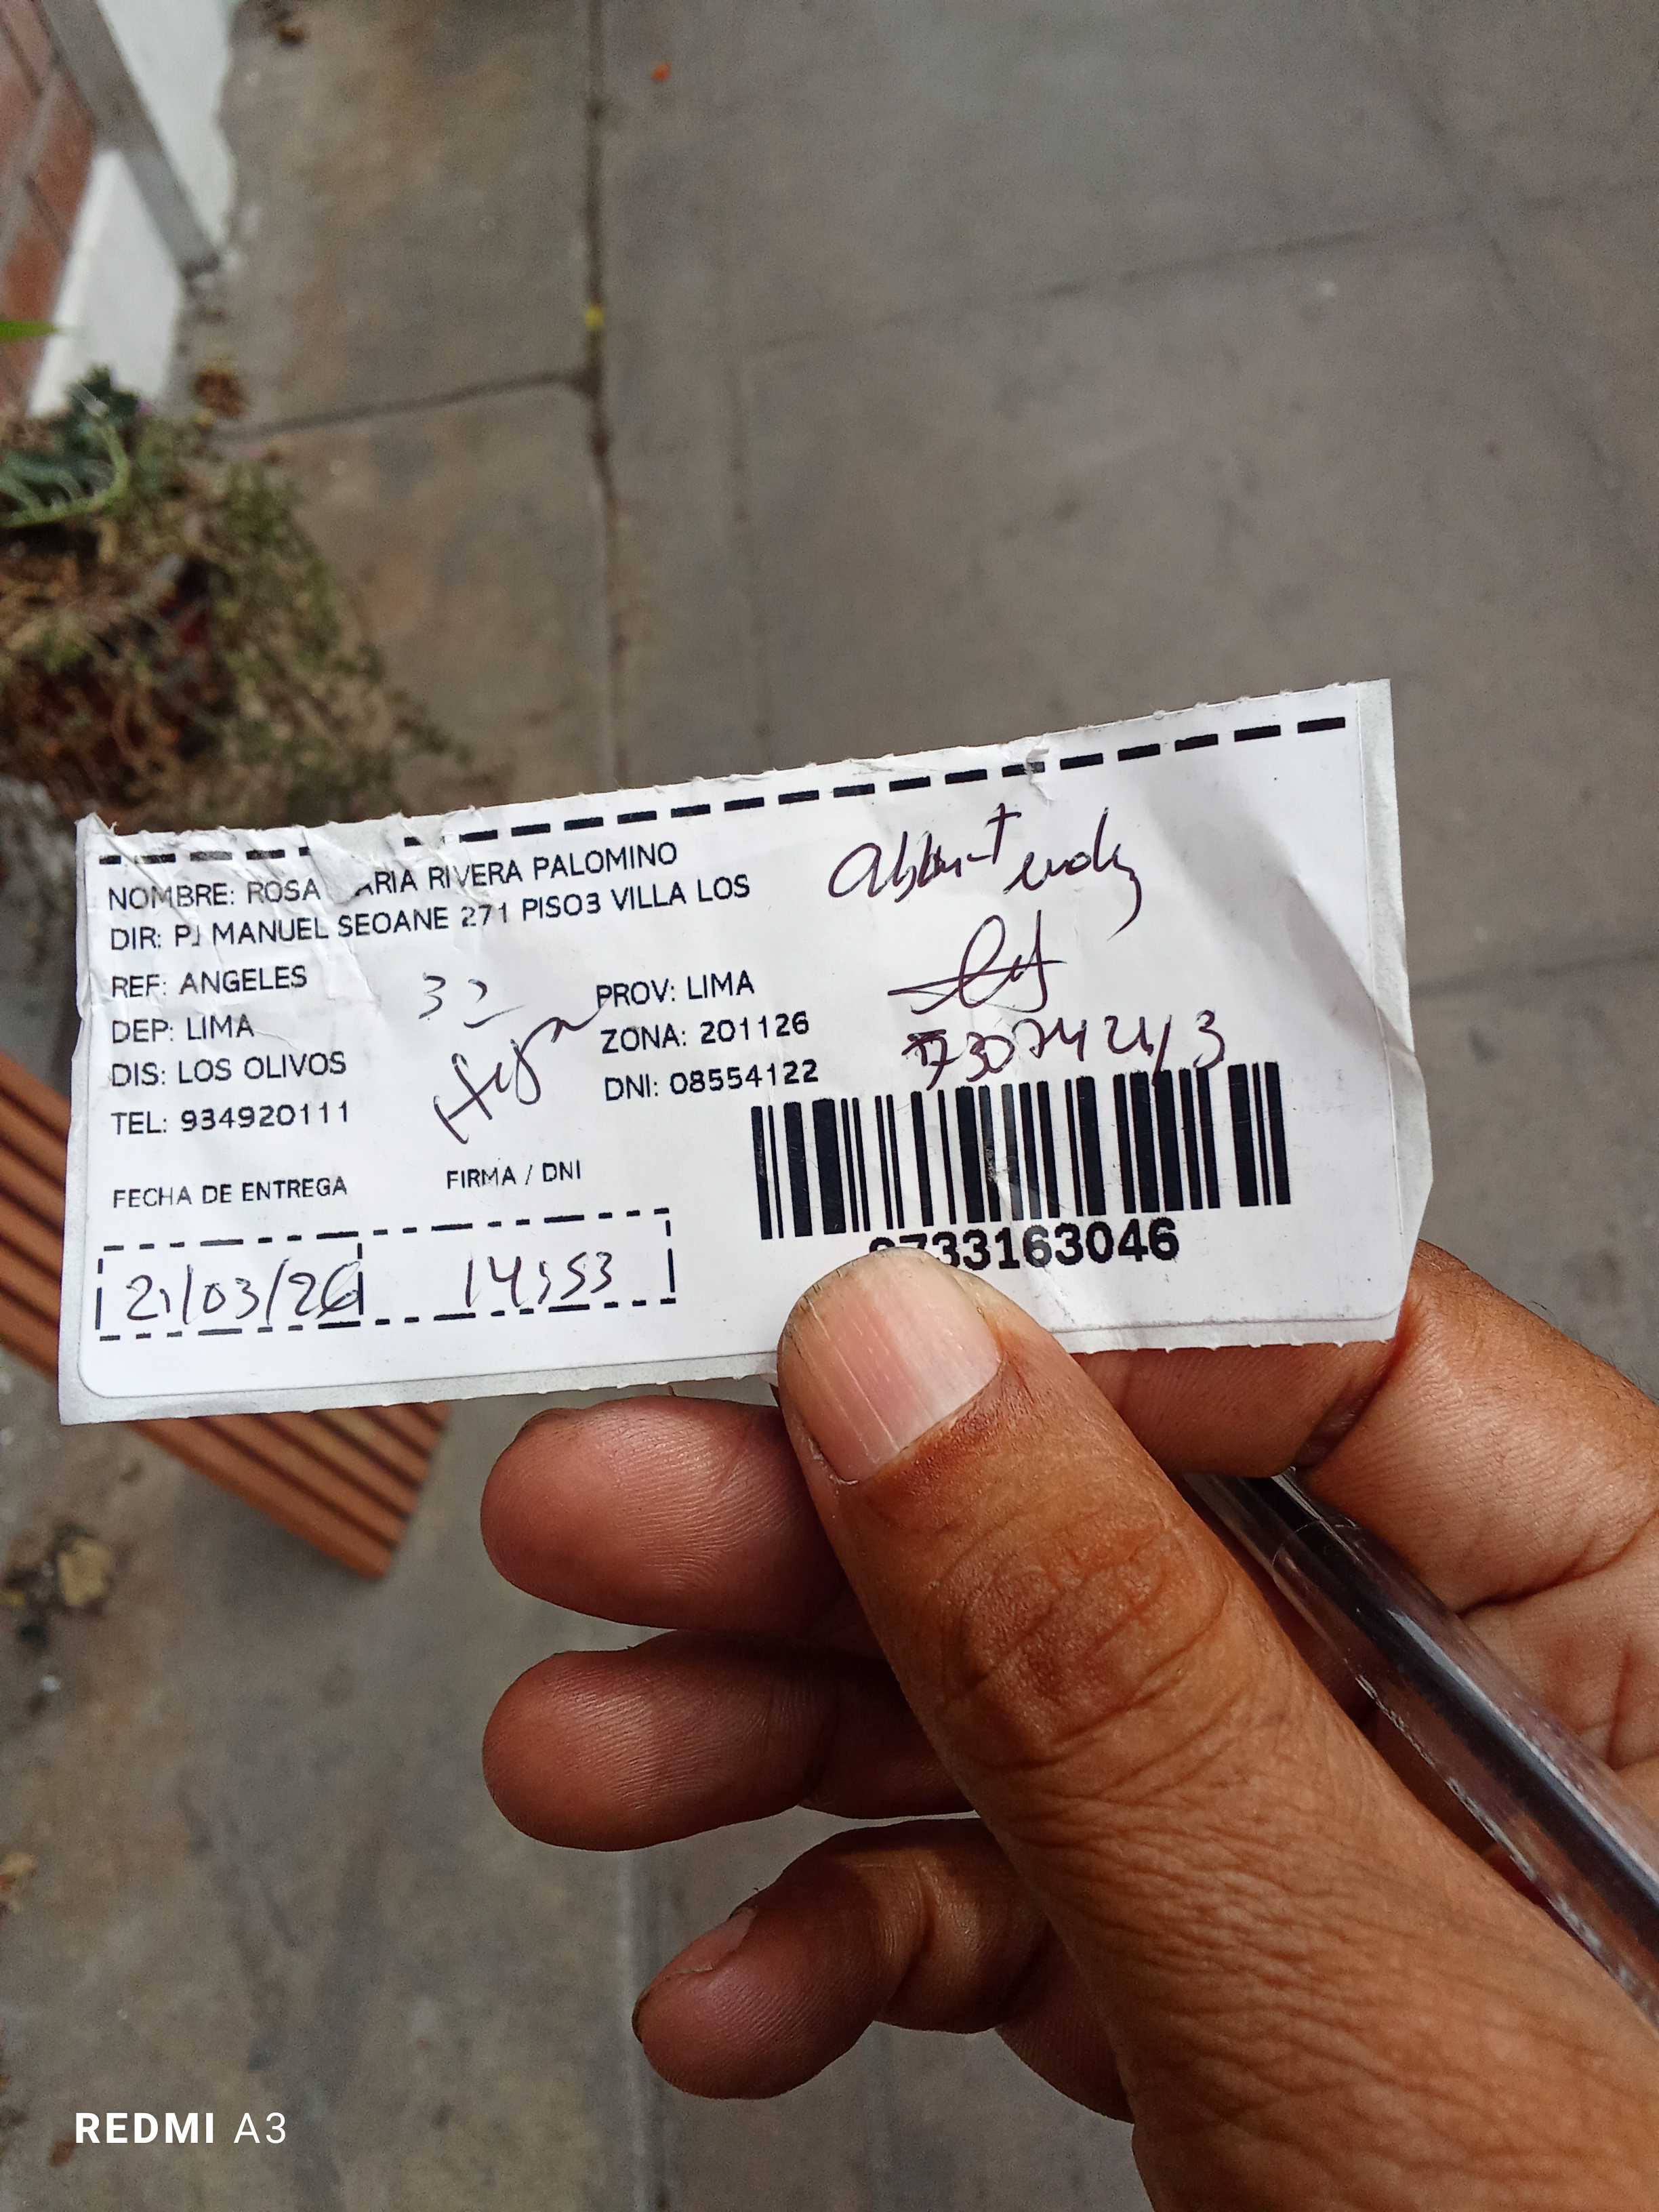 NOMBRE: ROSA ARIA RIVERA PALOMINO
DIR: PJ MANUEL SEOANE 271 PISO3 VILLA LOS
REF: ANGELES
32
PROV: LIMA
DEP: LIMA
ZONA: 201126
DIS: LOS OLIVOS
DNI: 08554122
TEL: 934920111
FECHA DE ENTREGA
FIRMA / DNI
21/03/26
14:53
33163046
REDMI A3